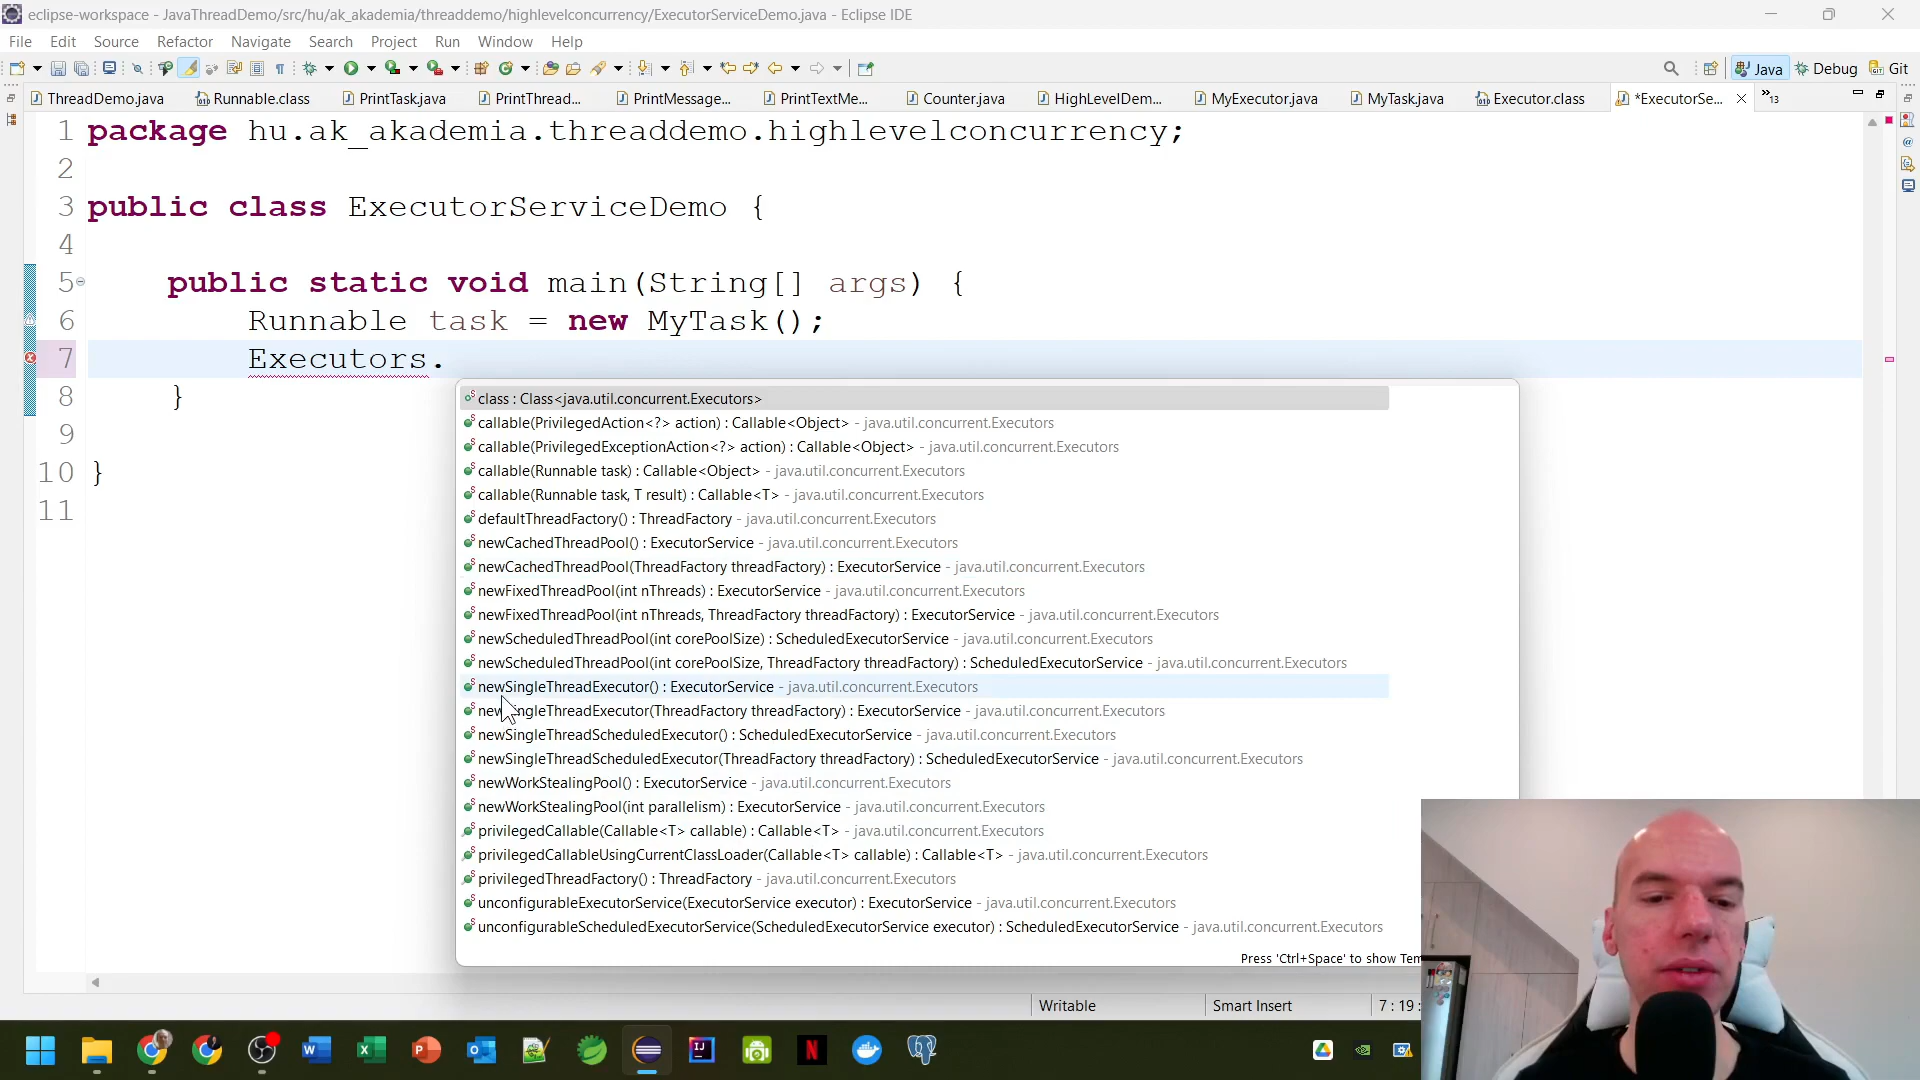 eclipse-workspace - JavaThreadDemo/src/hu/ak_akademia/threaddemo/highlevelconcurrency/ExecutorServiceDemo.java - Eclipse IDE
File Edit Source Refactor Navigate Search Project Run Window Help
Java Debug Git
ThreadDemo.java Runnable.class PrintTask.java PrintThread... PrintMessage... PrintTextMe... Counter.java HighLevelDem... MyExecutor.java MyTask.java Executor.class *ExecutorSe... 13
1 package hu.ak_akademia.threaddemo.highlevelconcurrency;
2
3 public class ExecutorServiceDemo {
4
5 public static void main(String[] args) {
6 Runnable task = new MyTask();
7 Executors.
8 }
9
10 }
11
class : Class<java.util.concurrent.Executors>
callable(PrivilegedAction<?> action) : Callable<Object> - java.util.concurrent.Executors
callable(PrivilegedExceptionAction<?> action) : Callable<Object> - java.util.concurrent.Executors
callable(Runnable task) : Callable<Object> - java.util.concurrent.Executors
callable(Runnable task, T result) : Callable<T> - java.util.concurrent.Executors
defaultThreadFactory() : ThreadFactory - java.util.concurrent.Executors
newCachedThreadPool() : ExecutorService - java.util.concurrent.Executors
newCachedThreadPool(ThreadFactory threadFactory) : ExecutorService - java.util.concurrent.Executors
newFixedThreadPool(int nThreads) : ExecutorService - java.util.concurrent.Executors
newFixedThreadPool(int nThreads, ThreadFactory threadFactory) : ExecutorService - java.util.concurrent.Executors
newScheduledThreadPool(int corePoolSize) : ScheduledExecutorService - java.util.concurrent.Executors
newScheduledThreadPool(int corePoolSize, ThreadFactory threadFactory) : ScheduledExecutorService - java.util.concurrent.Executors
newSingleThreadExecutor() : ExecutorService - java.util.concurrent.Executors
newSingleThreadExecutor(ThreadFactory threadFactory) : ExecutorService - java.util.concurrent.Executors
newSingleThreadScheduledExecutor() : ScheduledExecutorService - java.util.concurrent.Executors
newSingleThreadScheduledExecutor(ThreadFactory threadFactory) : ScheduledExecutorService - java.util.concurrent.Executors
newWorkStealingPool() : ExecutorService - java.util.concurrent.Executors
newWorkStealingPool(int parallelism) : ExecutorService - java.util.concurrent.Executors
privilegedCallable(Callable<T> callable) : Callable<T> - java.util.concurrent.Executors
privilegedCallableUsingCurrentClassLoader(Callable<T> callable) : Callable<T> - java.util.concurrent.Executors
privilegedThreadFactory() : ThreadFactory - java.util.concurrent.Executors
unconfigurableExecutorService(ExecutorService executor) : ExecutorService - java.util.concurrent.Executors
unconfigurableScheduledExecutorService(ScheduledExecutorService executor) : ScheduledExecutorService - java.util.concurrent.Executors
Press 'Ctrl+Space' to show Tem
Writable Smart Insert 7 : 19 :